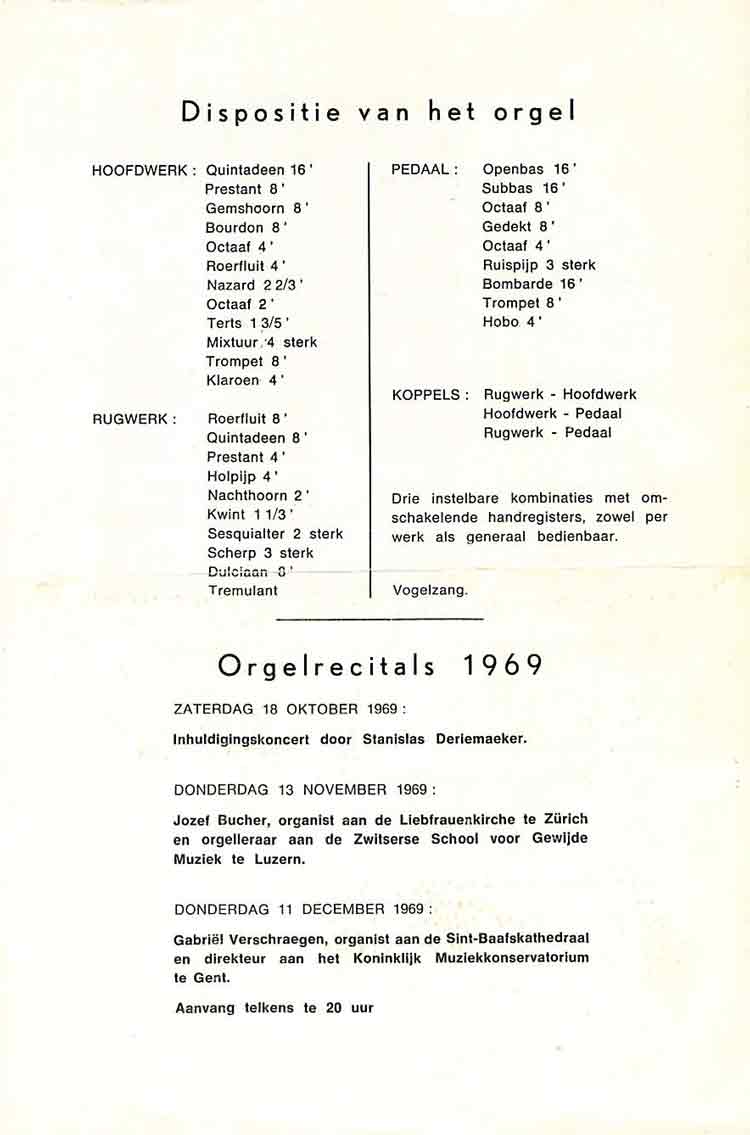 Dispositie van het orgel
HOOFDWERK : Quintadeen 16'
Prestant 8'
Gemshoorn 8'
Bourdon 8'
Octaaf 4'
Roerfluit 4'
Nazard 2 2/3'
Octaaf 2'
Terts 1 3/5'
Mixtuur 4 sterk
Trompet 8'
Klaroen 4'
RUGWERK : Roerfluit 8'
Quintadeen 8'
Prestant 4'
Holpijp 4'
Nachthoorn 2'
Kwint 1 1/3'
Sesquialter 2 sterk
Scherp 3 sterk
8'
Tremulant
PEDAAL : Openbas 16'
Subbas 16'
Octaaf 8'
Gedekt 8'
Octaaf 4'
Ruispijp 3 sterk
Bombarde 16'
Trompet 8'
Hobo 4'
KOPPELS : Rugwerk - Hoofdwerk
Hoofdwerk - Pedaal
Rugwerk - Pedaal
Drie instelbare kombinaties met om-
schakelende handregisters, zowel per
werk als generaal bedienbaar.
Vogelzang.
Orgelrecitals 1969
ZATERDAG 18 OKTOBER 1969 :
Inhuldigingskoncert door Stanislas Deriemaeker.
DONDERDAG 13 NOVEMBER 1969 :
Jozef Bucher, organist aan de Liebfrauenkirche te Zürich
en orgelleraar aan de Zwitserse School voor Gewijde
Muziek te Luzern.
DONDERDAG 11 DECEMBER 1969 :
Gabriël Verschraegen, organist aan de Sint-Baafskathedraal
en direkteur aan het Koninklijk Muziekkonservatorium
te Gent.
Aanvang telkens te 20 uur